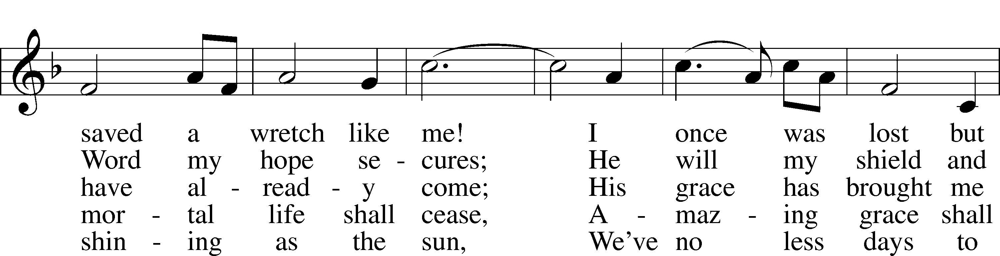 saved a wretch like me! I once was lost but
Word my hope se - cures; He will my shield and
have al - read - y come; His grace has brought me
mor - tal life shall cease, A - maz - ing grace shall
shin - ing as the sun, We've no less days to